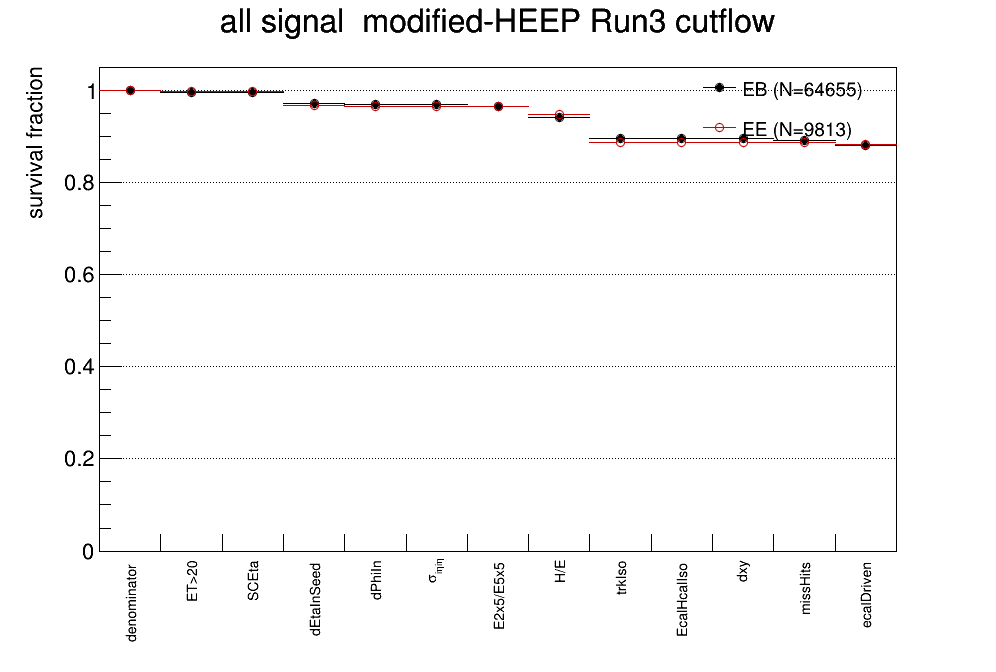 all signal  modified-HEEP Run3 cutflow
survival fraction
1
0.8
0.6
0.4
0.2
0
EB (N=64655)
EE (N=9813)
denominator
ET>20
SCEta
dEtaInSeed
dPhiIn
σiηiη
E2x5/E5x5
H/E
trkIso
EcalHcalIso
dxy
missHits
ecalDriven